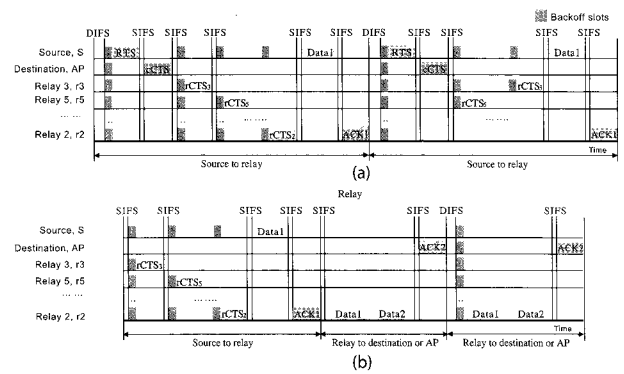 Backoff slots
DIFS SIFS SIFS SIFS SIFS SIFS DIFS SIFS SIFS SIFS SIFS
Source, S RTS Data1 RTS Data1
Destination, AP eCTS eCTS
Relay 3, r3 rCTS3 rCTS3
Relay 5, r5 rCTS5 rCTS5
Relay 2, r2 rCTS2 ACK1 ACK1
Time
Source to relay Source to relay
(a)
Relay
SIFS SIFS SIFS SIFS SIFS SIFS DIFS SIFS
Source, S Data1
Destination, AP ACK2 ACK2
Relay 3, r3 rCTS3
Relay 5, r5 rCTS5
Relay 2, r2 rCTS2 ACK1 Data1 Data2 Data1 Data2
Time
Source to relay Relay to destination or AP Relay to destination or AP
(b)